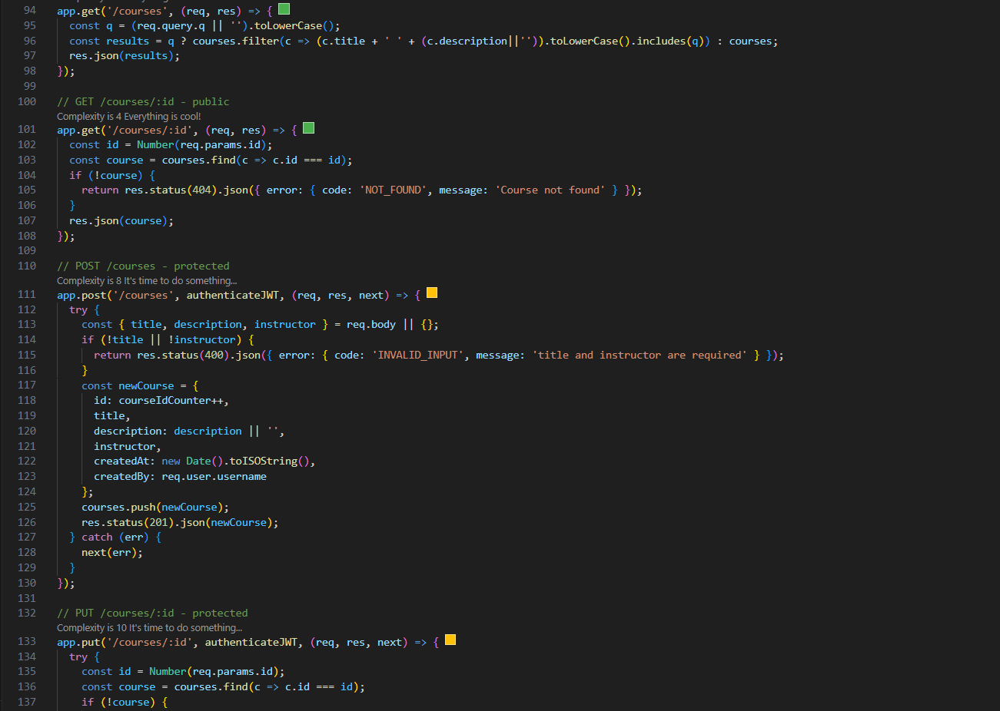 94 app.get('/courses', (req, res) => {
95 const q = (req.query.q || '').toLowerCase();
96 const results = q ? courses.filter(c => (c.title + ' ' + (c.description||'')).toLowerCase().includes(q)) : courses;
97 res.json(results);
98 });
99
100 // GET /courses/:id - public
Complexity is 4 Everything is cool!
101 app.get('/courses/:id', (req, res) => {
102 const id = Number(req.params.id);
103 const course = courses.find(c => c.id === id);
104 if (!course) {
105 return res.status(404).json({ error: { code: 'NOT_FOUND', message: 'Course not found' } });
106 }
107 res.json(course);
108 });
109
110 // POST /courses - protected
Complexity is 8 It's time to do something...
111 app.post('/courses', authenticateJWT, (req, res, next) => {
112 try {
113 const { title, description, instructor } = req.body || {};
114 if (!title || !instructor) {
115 return res.status(400).json({ error: { code: 'INVALID_INPUT', message: 'title and instructor are required' } });
116 }
117 const newCourse = {
118 id: courseIdCounter++,
119 title,
120 description: description || '',
121 instructor,
122 createdAt: new Date().toISOString(),
123 createdBy: req.user.username
124 };
125 courses.push(newCourse);
126 res.status(201).json(newCourse);
127 } catch (err) {
128 next(err);
129 }
130 });
131
132 // PUT /courses/:id - protected
Complexity is 10 It's time to do something...
133 app.put('/courses/:id', authenticateJWT, (req, res, next) => {
134 try {
135 const id = Number(req.params.id);
136 const course = courses.find(c => c.id === id);
137 if (!course) {